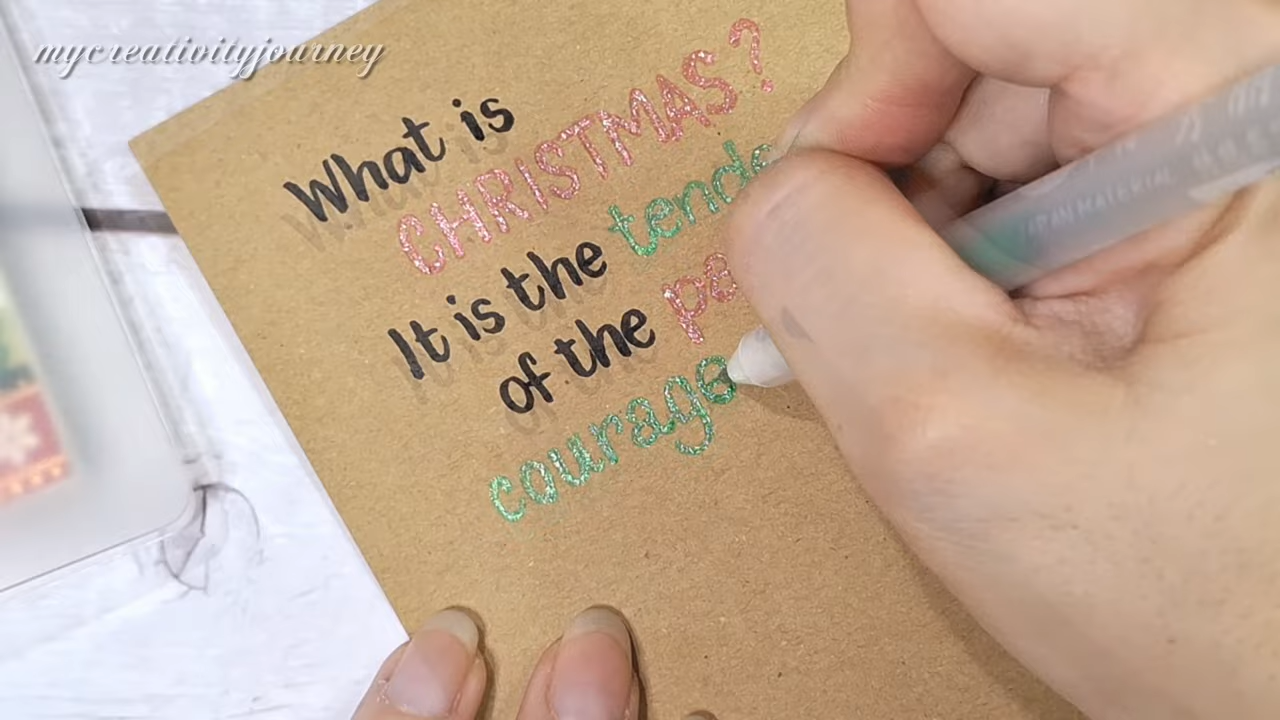 mycreativityjourney
What is
CHRISTMAS?
It is the
of the
courage